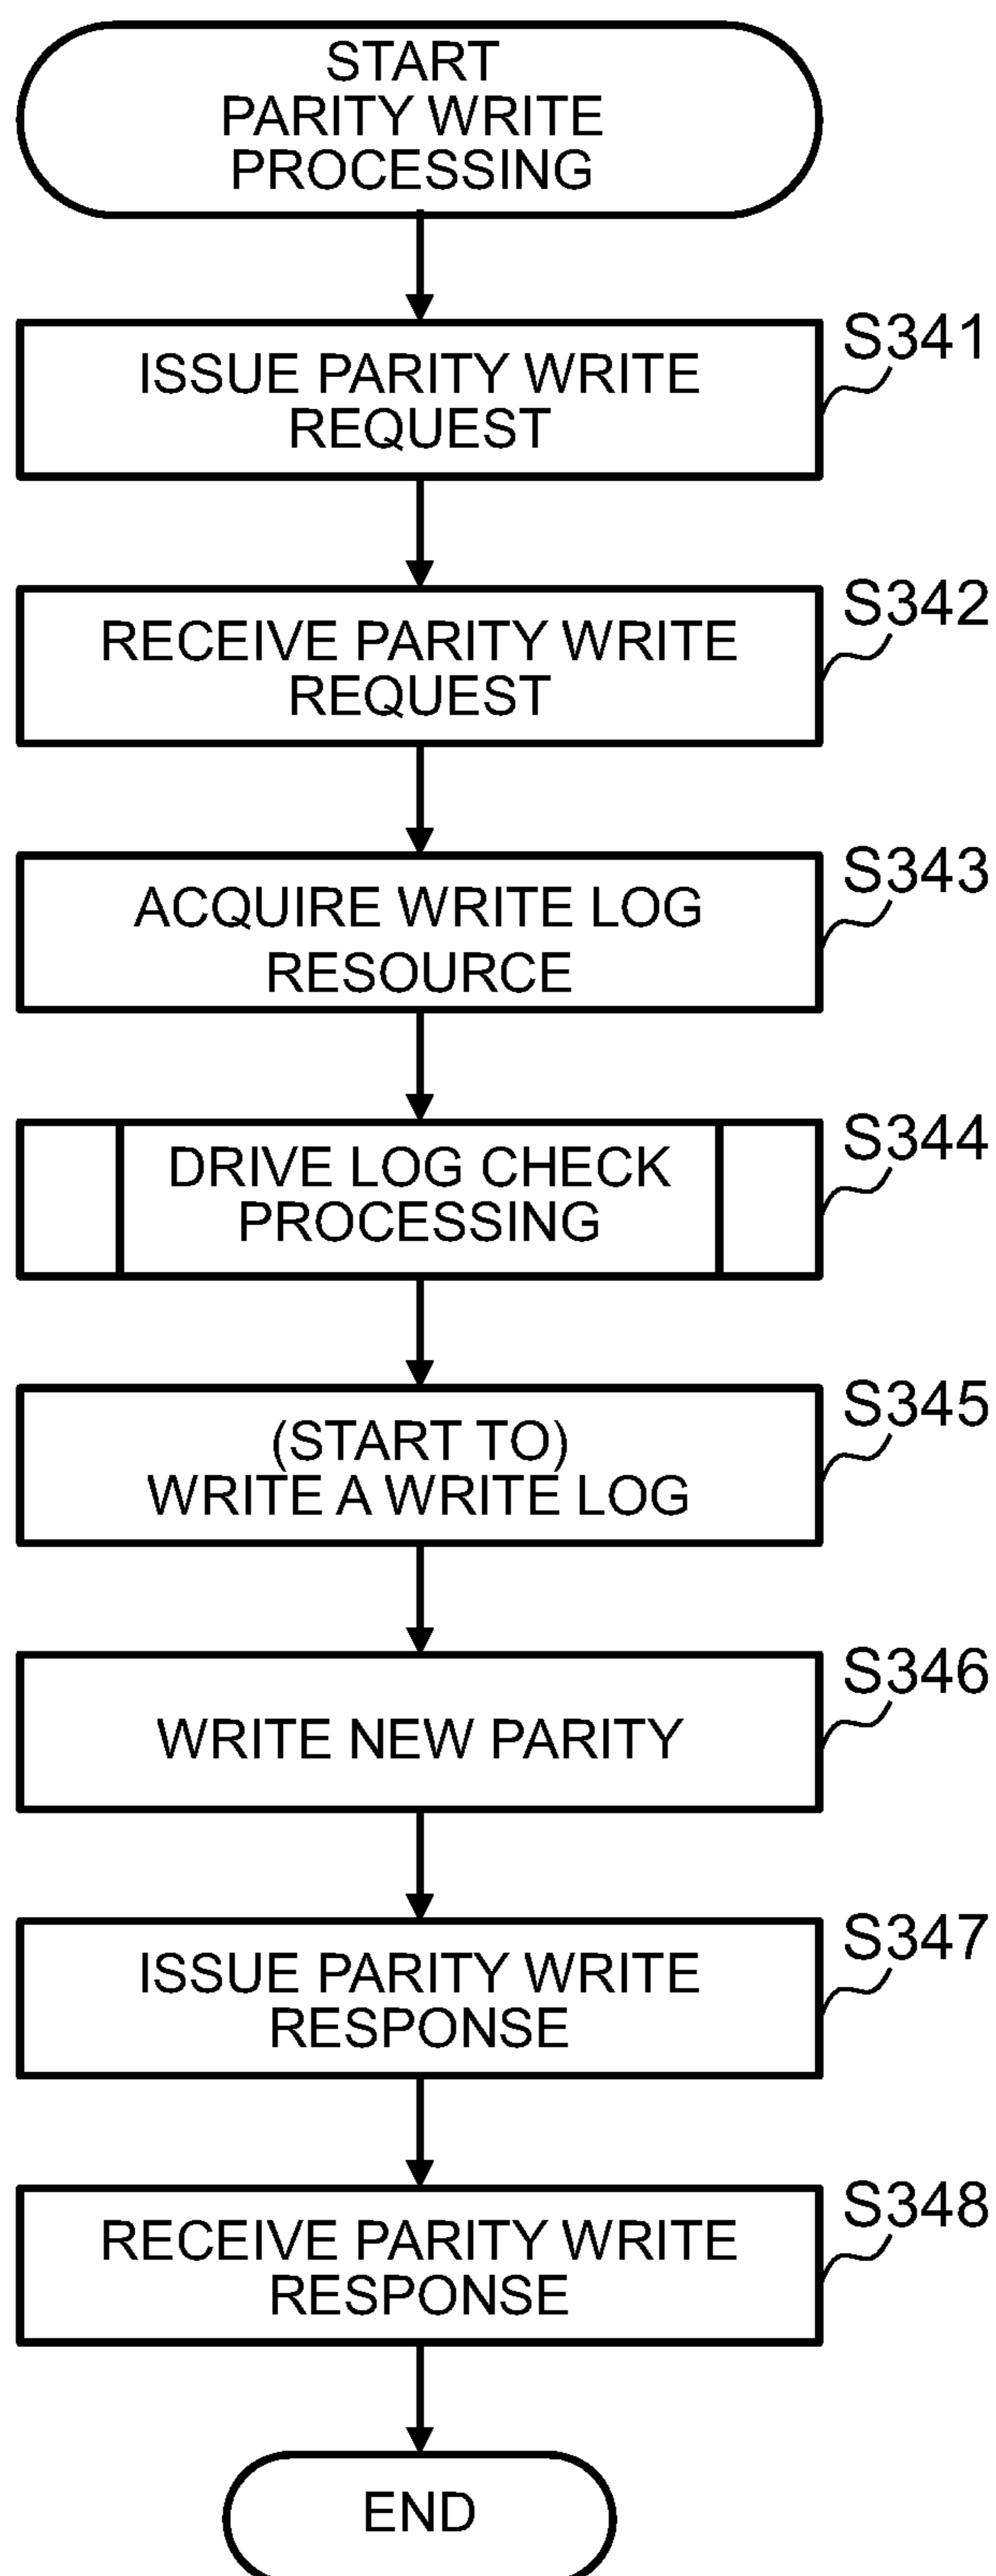 START
PARITY WRITE
PROCESSING
S341
ISSUE PARITY WRITE
REQUEST
S342
RECEIVE PARITY WRITE
REQUEST
S343
ACQUIRE WRITE LOG
RESOURCE
S344
DRIVE LOG CHECK
PROCESSING
S345
(START TO)
WRITE A WRITE LOG
S346
WRITE NEW PARITY
S347
ISSUE PARITY WRITE
RESPONSE
S348
RECEIVE PARITY WRITE
RESPONSE
END